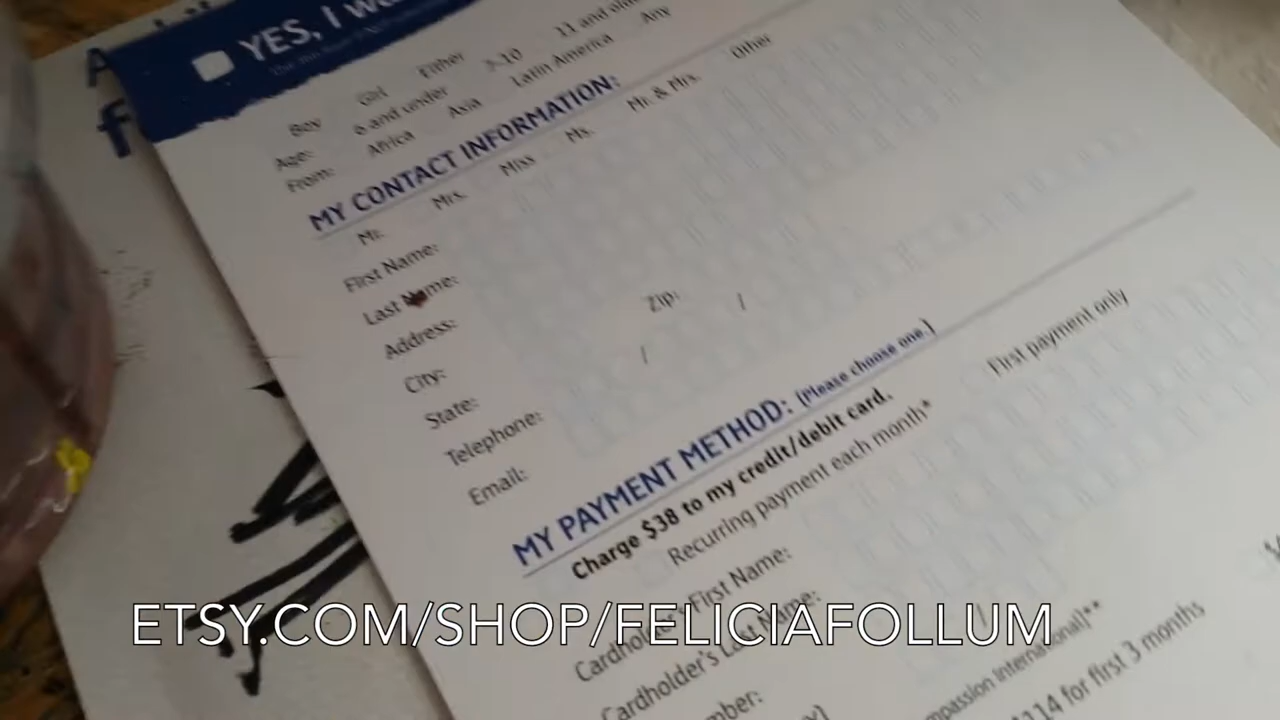 YES, I
Boy Girl Either
Age: 6 and under 7-10 11 and older
From: Africa Asia Latin America Any
MY CONTACT INFORMATION:
Mr. Mrs. Miss Ms. Mr. & Mrs. Other
First Name:
Last Name:
Address:
City:
State: Zip:
Telephone: / /
Email:
MY PAYMENT METHOD: (Please choose one.)
Charge $38 to my credit/debit card.
Recurring payment each month* First payment only
Cardholder's First Name:
Cardholder's Last Name:
ETSY.COM/SHOP/FELICIAFOLLUM
International)**
for first 3 months